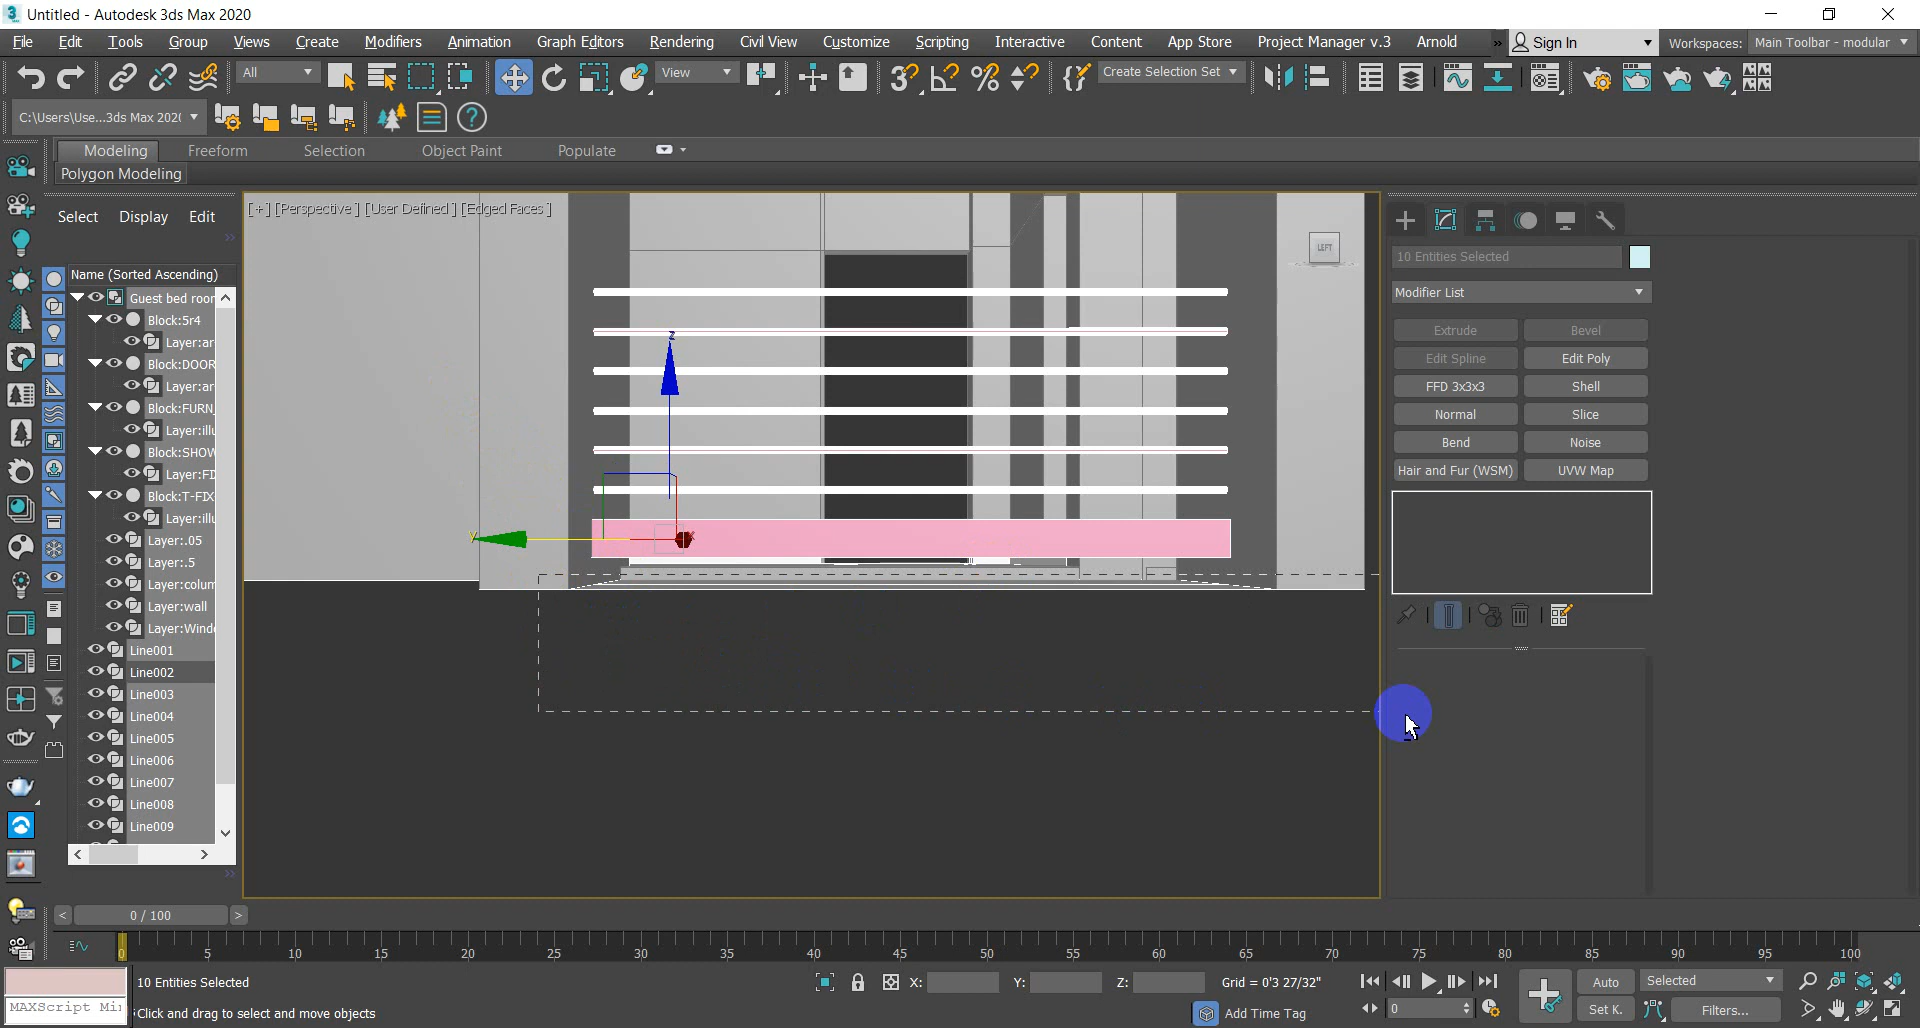 Untitled - Autodesk 3ds Max 2020
File Edit Tools Group Views Create Modifiers Animation Graph Editors Rendering Civil View Customize Scripting Interactive Content App Store Project Manager v.3 Arnold » Sign In Workspaces: Main Toolbar - modular
All View Create Selection Set
C:\Users\Use...3ds Max 202(
Modeling Freeform Selection Object Paint Populate
Polygon Modeling
Select Display Edit
[+] [Perspective ] [User Defined ] [Edged Faces ]
LEFT
10 Entities Selected
Name (Sorted Ascending)
Modifier List
Guest bed roor
Block:5r4
Layer:ar
Block:DOOR
Layer:ar
Block:FURN_
Layer:illu
Block:SHOW
Layer:FI
Block:T-FIX
Layer:illu
Layer:.05
Layer:.5
Layer:colum
Layer:wall
Layer:Wind
Line001
Line002
Line003
Line004
Line005
Line006
Line007
Line008
Line009
Extrude Bevel
Edit Spline Edit Poly
FFD 3x3x3 Shell
Normal Slice
Bend Noise
Hair and Fur (WSM) UVW Map
z
y
< 0 / 100 >
0 5 10 15 20 25 30 35 40 45 50 55 60 65 70 75 80 85 90 95 100
10 Entities Selected X: Y: Z: Grid = 0'3 27/32" Auto Selected
MAXScript Mi Click and drag to select and move objects Add Time Tag 0 Set K. Filters...